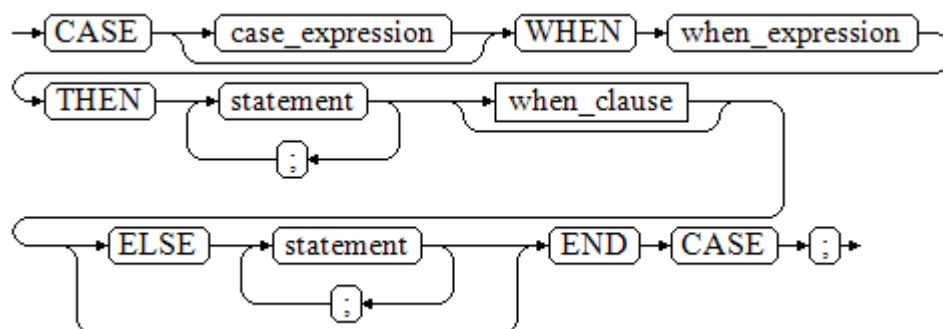 CASE case_expression WHEN when_expression
THEN statement when_clause
;
ELSE statement END CASE ;
;